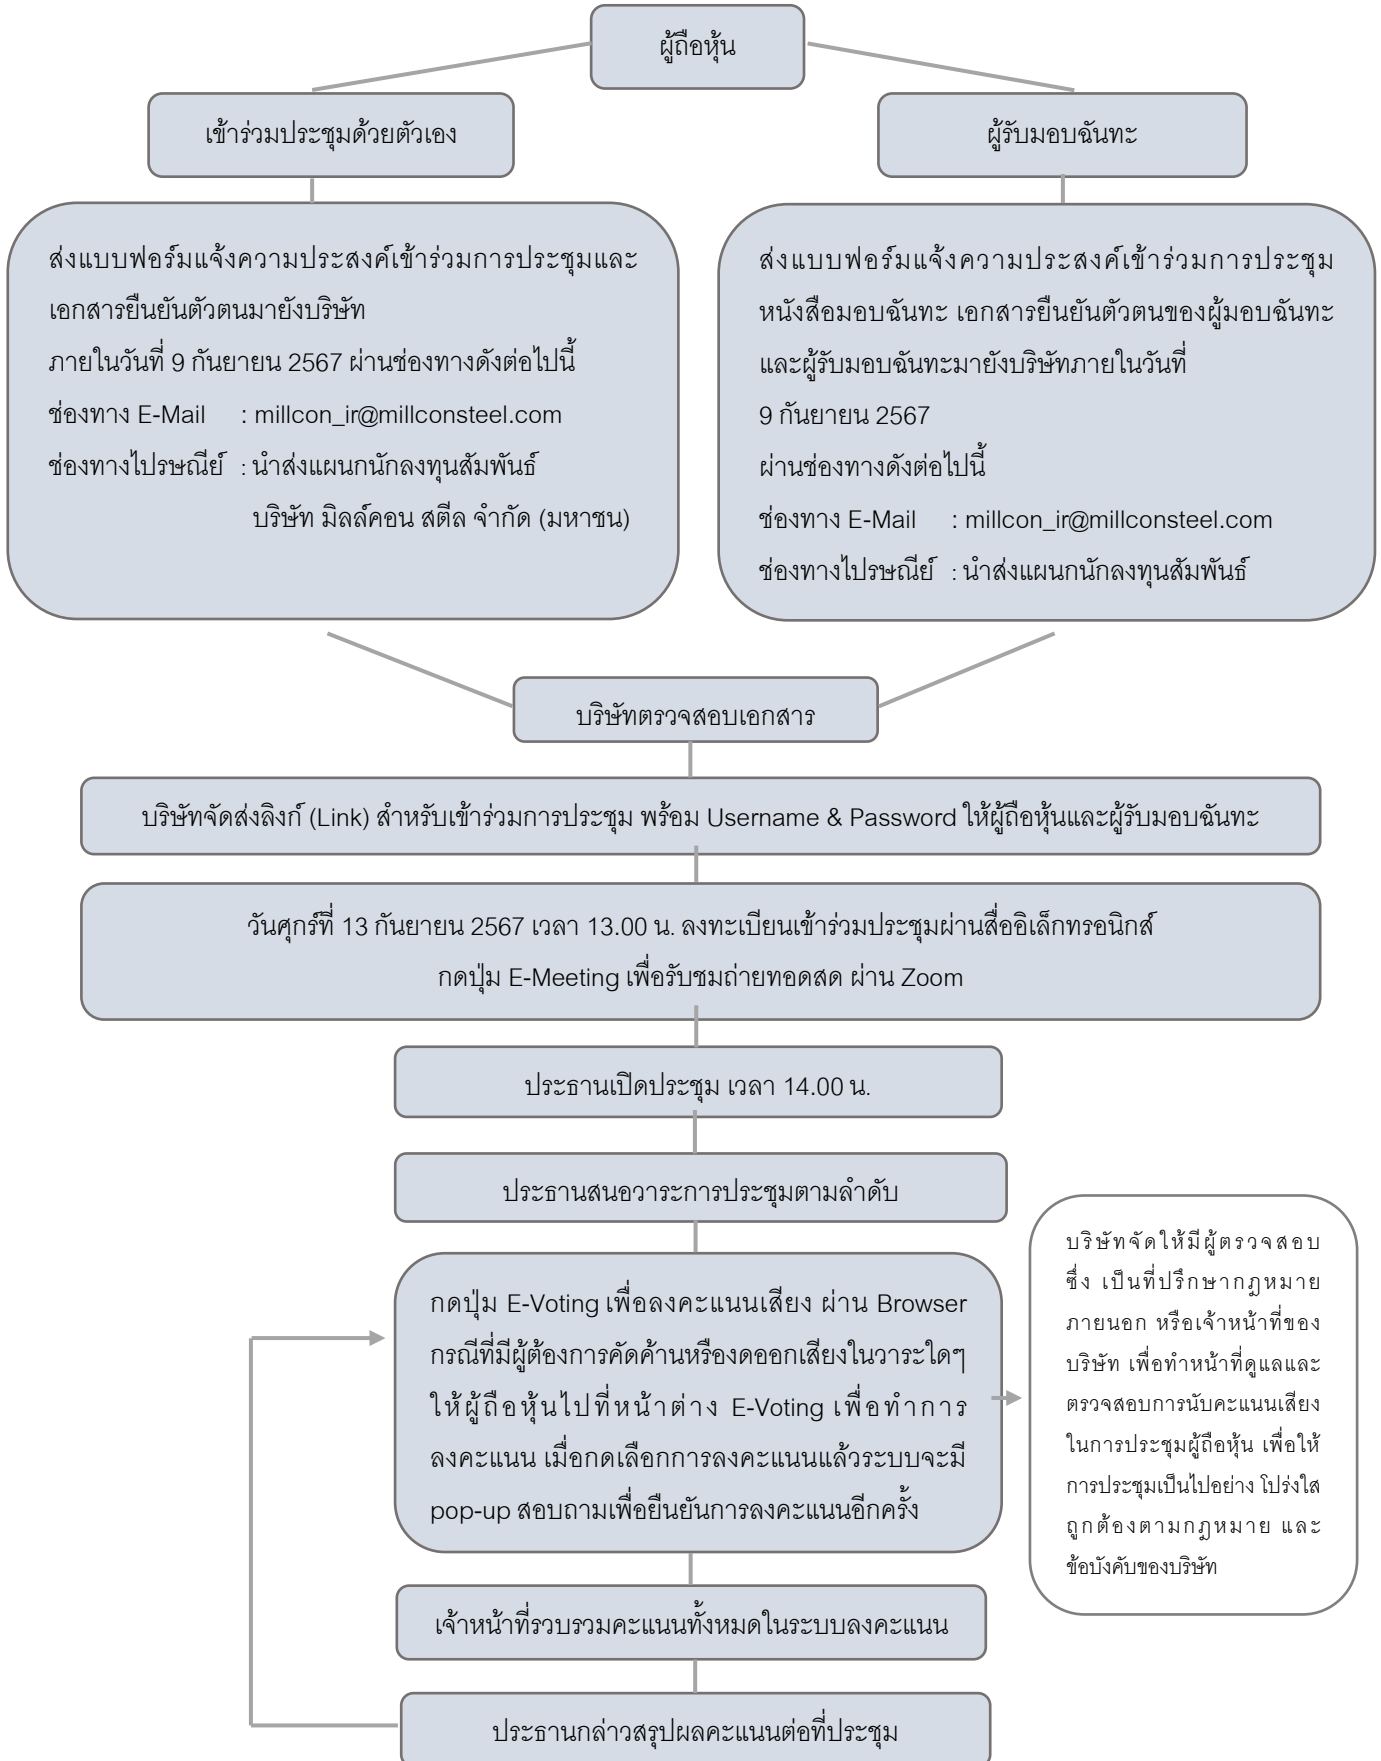 ผู้ถือหุ้น
เข้าร่วมประชุมด้วยตัวเอง
ส่งแบบฟอร์มแจ้งความประสงค์เข้าร่วมการประชุมและ
เอกสารยืนยันตัวตนมายังบริษัท
ภายในวันที่ 9 กันยายน 2567 ผ่านช่องทางดังต่อไปนี้
ช่องทาง E-Mail : millcon_ir@millconsteel.com
ช่องทางไปรษณีย์ : นำส่งแผนกนักลงทุนสัมพันธ์
บริษัท มิลล์คอน สตีล จำกัด (มหาชน)
ผู้รับมอบฉันทะ
ส่งแบบฟอร์มแจ้งความประสงค์เข้าร่วมการประชุม
หนังสือมอบฉันทะ เอกสารยืนยันตัวตนของผู้มอบฉันทะ
และผู้รับมอบฉันทะมายังบริษัทภายในวันที่
9 กันยายน 2567
ผ่านช่องทางดังต่อไปนี้
ช่องทาง E-Mail : millcon_ir@millconsteel.com
ช่องทางไปรษณีย์ : นำส่งแผนกนักลงทุนสัมพันธ์
บริษัทตรวจสอบเอกสาร
บริษัทจัดส่งลิงก์ (Link) สำหรับเข้าร่วมการประชุม พร้อม Username & Password ให้ผู้ถือหุ้นและผู้รับมอบฉันทะ
วันศุกร์ที่ 13 กันยายน 2567 เวลา 13.00 น. ลงทะเบียนเข้าร่วมประชุมผ่านสื่ออิเล็กทรอนิกส์
กดปุ่ม E-Meeting เพื่อรับชมถ่ายทอดสด ผ่าน Zoom
ประธานเปิดประชุม เวลา 14.00 น.
ประธานสนอวาระการประชุมตามลำดับ
กดปุ่ม E-Voting เพื่อลงคะแนนเสียง ผ่าน Browser
กรณีที่มีผู้ต้องการคัดค้านหรืองดออกเสียงในวาระใดๆ
ให้ผู้ถือหุ้นไปที่หน้าต่าง E-Voting เพื่อทำการ
ลงคะแนน เมื่อกดเลือกการลงคะแนนแล้วระบบจะมี
pop-up สอบถามเพื่อยืนยันการลงคะแนนอีกครั้ง
บริษัทจัดให้มีผู้ตรวจสอบ
ซึ่ง เป็นที่ปรึกษากฎหมาย
ภายนอก หรือเจ้าหน้าที่ของ
บริษัท เพื่อทำหน้าที่ดูแลและ
ตรวจสอบการนับคะแนนเสียง
ในการประชุมผู้ถือหุ้น เพื่อให้
การประชุมเป็นไปอย่าง โปร่งใส
ถูกต้องตามกฎหมาย และ
ข้อบังคับของบริษัท
เจ้าหน้าที่รวบรวมคะแนนทั้งหมดในระบบลงคะแนน
ประธานกล่าวสรุปผลคะแนนต่อที่ประชุม